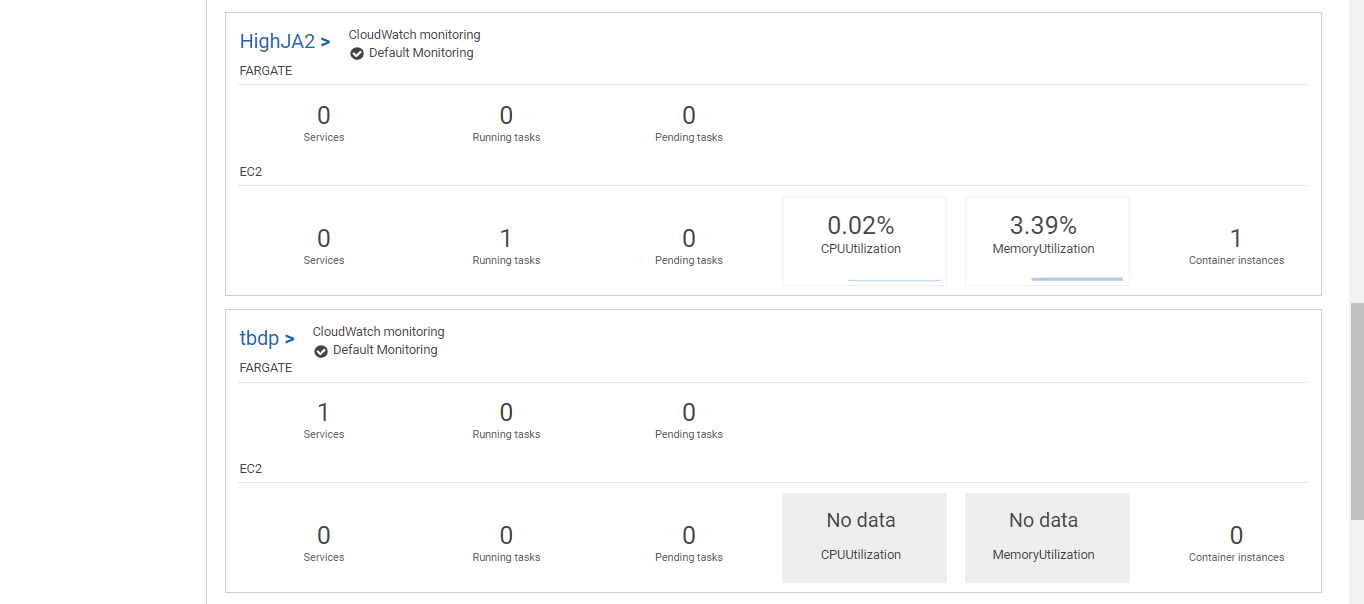 HighJA2 >
CloudWatch monitoring
Default Monitoring
FARGATE
0 0 0
Services Running tasks Pending tasks
EC2
0 1 0 0.02% 3.39% 1
Services Running tasks Pending tasks CPUUtilization MemoryUtilization Container instances
tbdp >
CloudWatch monitoring
Default Monitoring
FARGATE
1 0 0
Services Running tasks Pending tasks
EC2
0 0 0 No data No data 0
Services Running tasks Pending tasks CPUUtilization MemoryUtilization Container instances